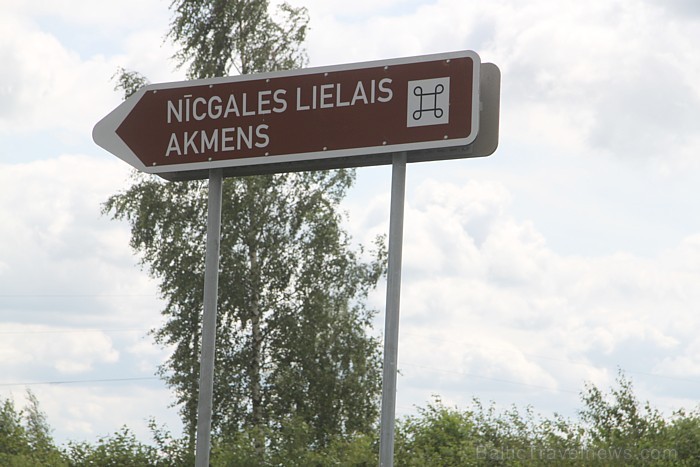 NĪCGALES LIELAIS
AKMENS
BalticTravelNews.com